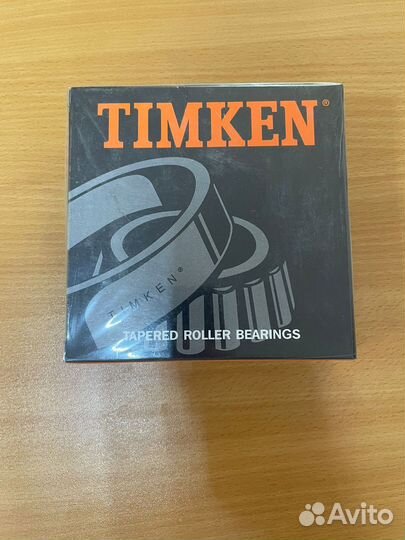 TIMKEN®
TIMKEN®
TAPERED ROLLER BEARINGS
Avito